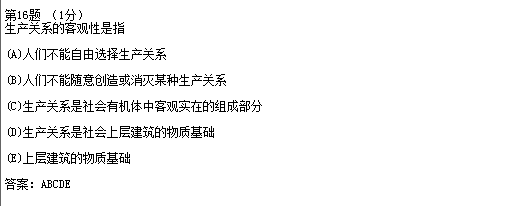 第16题 （1分）
生产关系的客观性是指
(A)人们不能自由选择生产关系
(B)人们不能随意创造或消灭某种生产关系
(C)生产关系是社会有机体中客观实在的组成部分
(D)生产关系是社会上层建筑的物质基础
(E)上层建筑的物质基础
答案：ABCDE